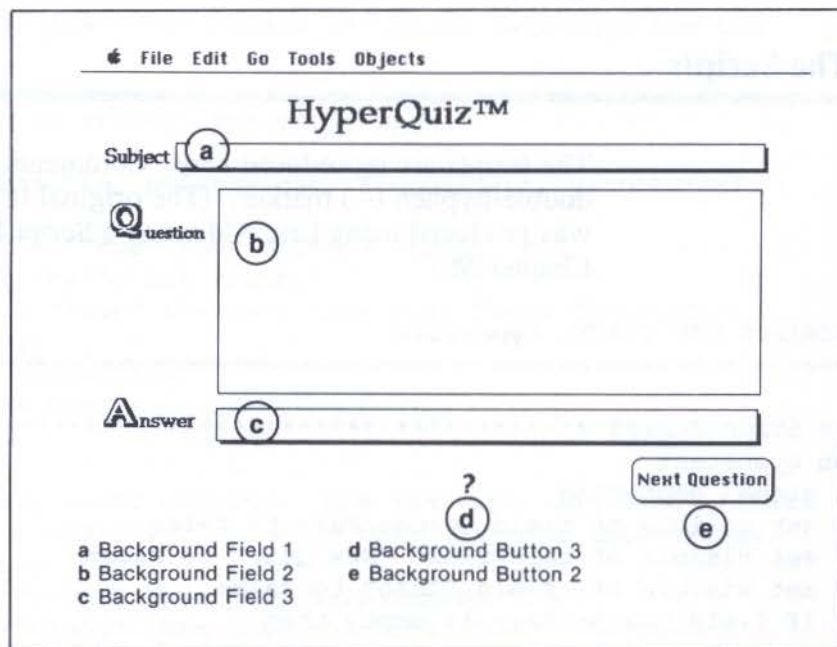 File Edit Go Tools Objects
HyperQuiz™
Subject a
Question
b
Answer c
?
Next Question
d
e
a Background Field 1
b Background Field 2
c Background Field 3
d Background Button 3
e Background Button 2